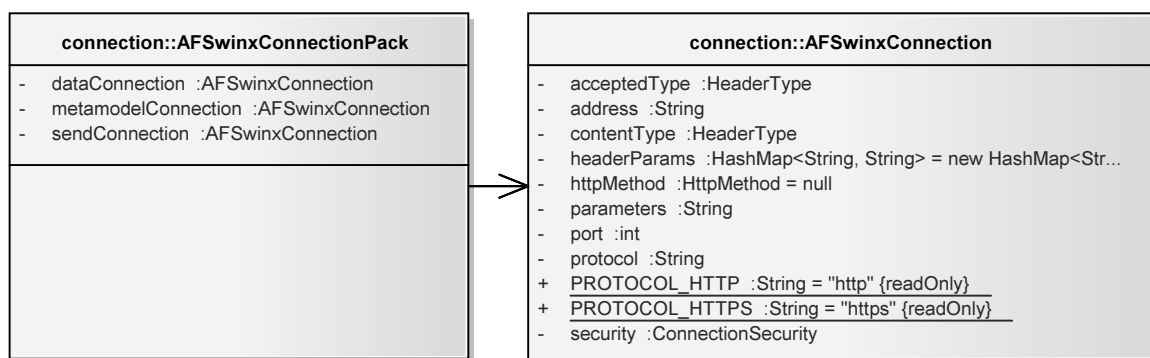 connection::AFSwinxConnectionPack
- dataConnection :AFSwinxConnection
- metamodelConnection :AFSwinxConnection
- sendConnection :AFSwinxConnection
connection::AFSwinxConnection
- acceptedType :HeaderType
- address :String
- contentType :HeaderType
- headerParams :HashMap<String, String> = new HashMap<Str...
- httpMethod :HttpMethod = null
- parameters :String
- port :int
- protocol :String
+ PROTOCOL_HTTP :String = "http" {readOnly}
+ PROTOCOL_HTTPS :String = "https" {readOnly}
- security :ConnectionSecurity